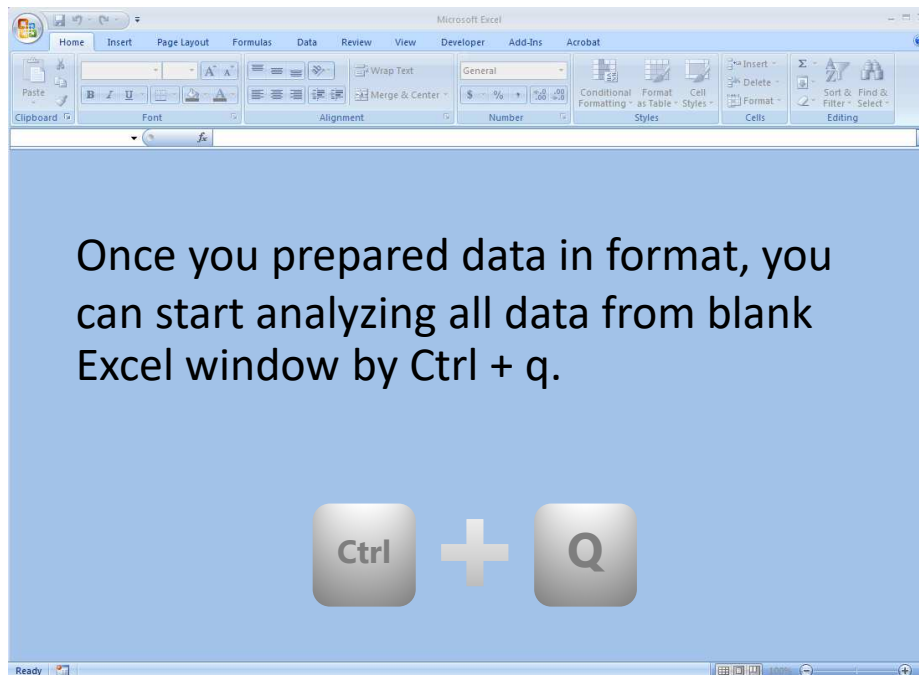 Microsoft Excel
Home Insert Page Layout Formulas Data Review View Developer Add-Ins Acrobat
Paste
Clipboard
B I U
A A
A
Font
Wrap Text
Merge & Center
Alignment
General
$ % ,
Number
Conditional Formatting
Format as Table
Cell Styles
Styles
Insert
Delete
Format
Cells
Σ
Sort & Filter
Find & Select
Editing
fx
Once you prepared data in format, you
can start analyzing all data from blank
Excel window by Ctrl + q.
Ctrl + Q
Ready
100%